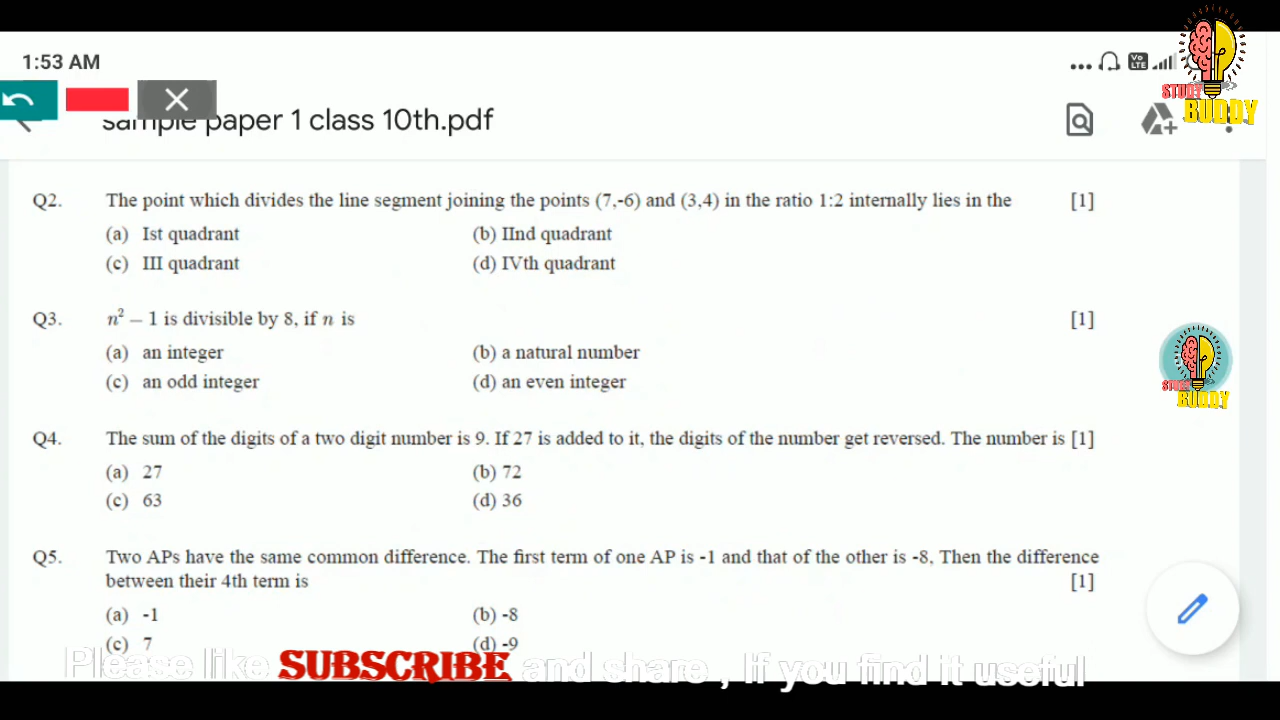 1:53 AM
Vo
LTE
STUDY
BUDDY
sample paper 1 class 10th.pdf
Q2. The point which divides the line segment joining the points (7,-6) and (3,4) in the ratio 1:2 internally lies in the [1]
(a) Ist quadrant (b) IInd quadrant
(c) III quadrant (d) IVth quadrant
Q3. n² – 1 is divisible by 8, if n is [1]
(a) an integer (b) a natural number
(c) an odd integer (d) an even integer
STUDY
BUDDY
Q4. The sum of the digits of a two digit number is 9. If 27 is added to it, the digits of the number get reversed. The number is [1]
(a) 27 (b) 72
(c) 63 (d) 36
Q5. Two APs have the same common difference. The first term of one AP is -1 and that of the other is -8. Then the difference
between their 4th term is [1]
(a) -1 (b) -8
(c) 7 (d) -9
Please like SUBSCRIBE and share , If you find it useful